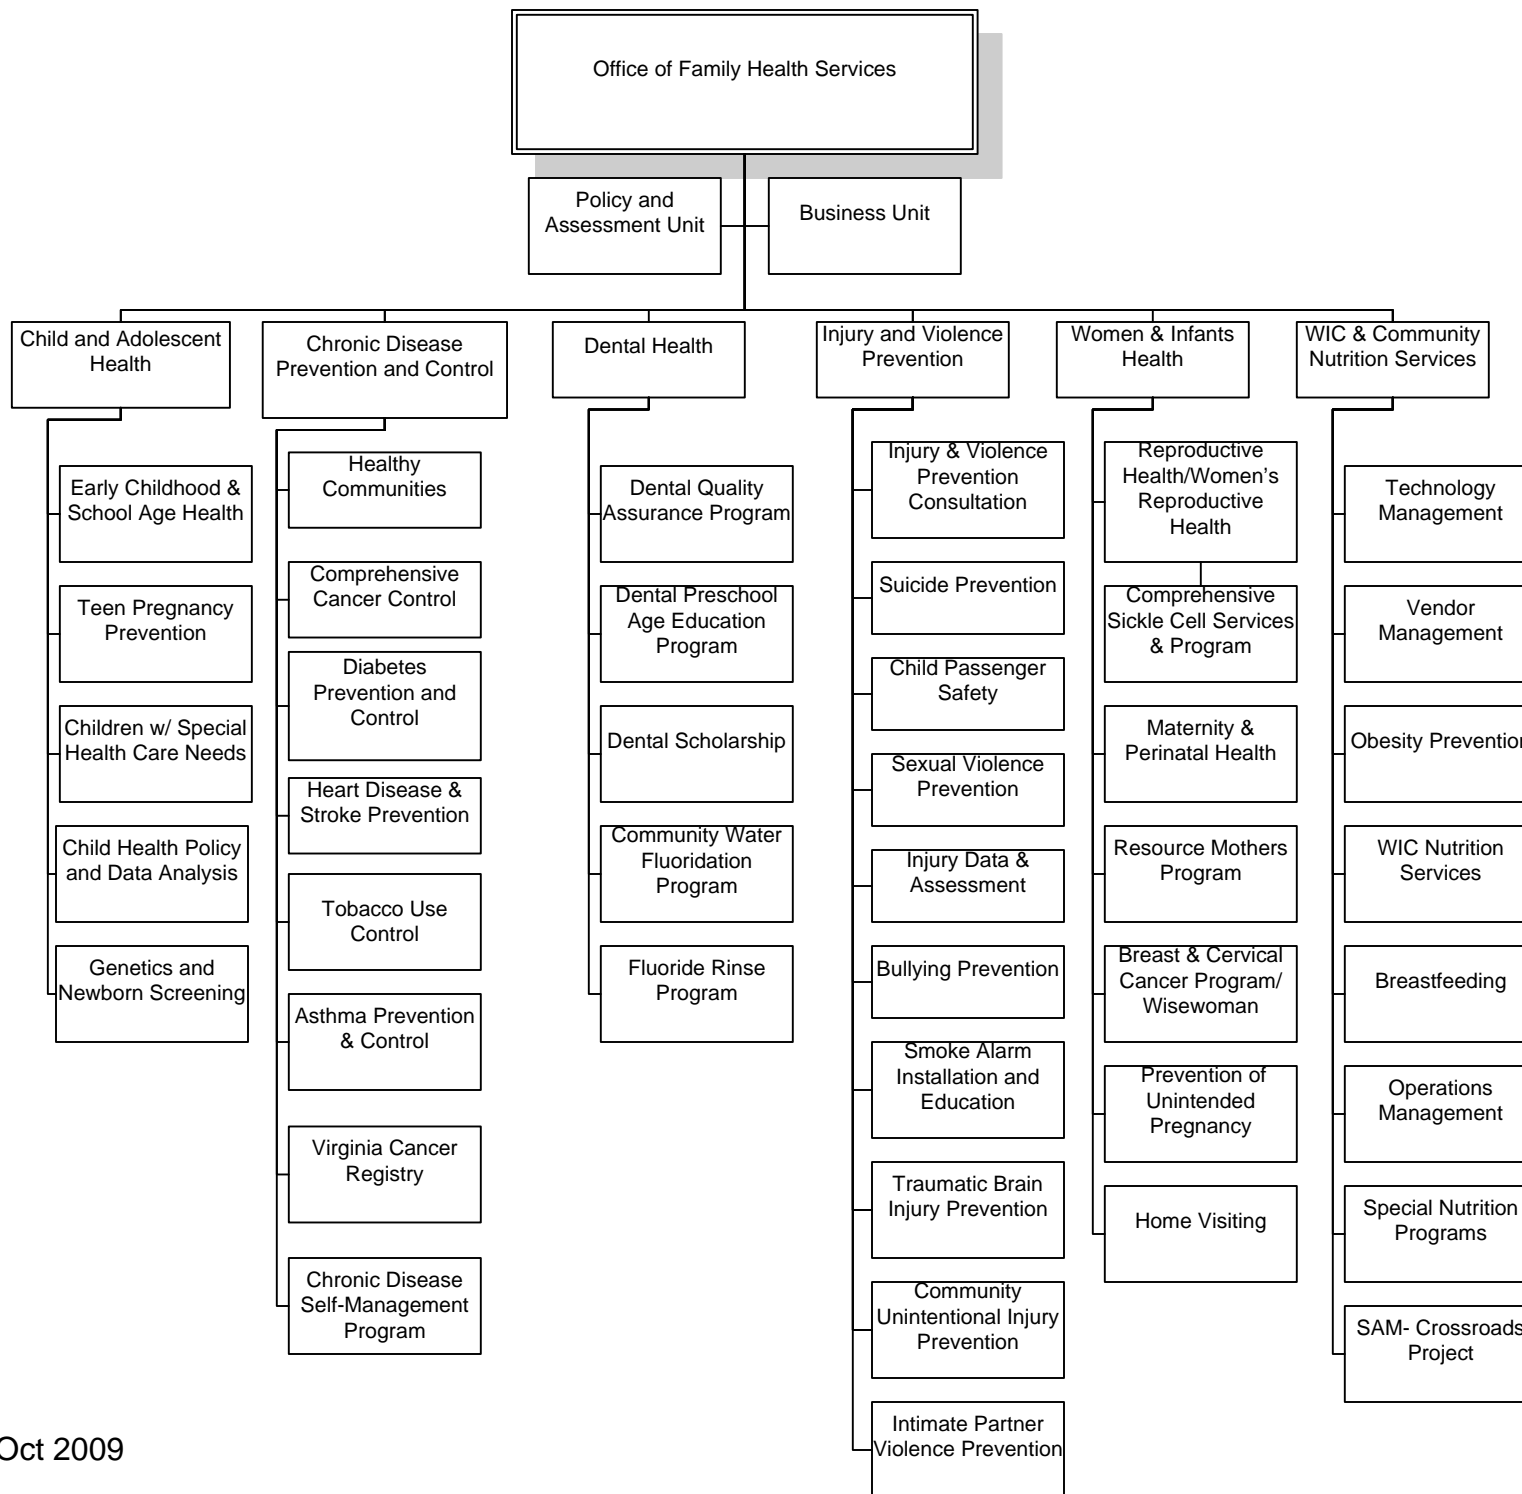 Office of Family Health Services
Policy and
Assessment Unit
Business Unit
Child and Adolescent
Health
Chronic Disease
Prevention and Control
Dental Health
Injury and Violence
Prevention
Women & Infants
Health
WIC & Community
Nutrition Services
Early Childhood &
School Age Health
Teen Pregnancy
Prevention
Children w/ Special
Health Care Needs
Child Health Policy
and Data Analysis
Genetics and
Newborn Screening
Healthy
Communities
Comprehensive
Cancer Control
Diabetes
Prevention and
Control
Heart Disease &
Stroke Prevention
Tobacco Use
Control
Asthma Prevention
& Control
Virginia Cancer
Registry
Chronic Disease
Self-Management
Program
Dental Quality
Assurance Program
Dental Preschool
Age Education
Program
Dental Scholarship
Community Water
Fluoridation
Program
Fluoride Rinse
Program
Injury & Violence
Prevention
Consultation
Suicide Prevention
Child Passenger
Safety
Sexual Violence
Prevention
Injury Data &
Assessment
Bullying Prevention
Smoke Alarm
Installation and
Education
Traumatic Brain
Injury Prevention
Community
Unintentional Injury
Prevention
Intimate Partner
Violence Prevention
Reproductive
Health/Women's
Reproductive
Health
Comprehensive
Sickle Cell Services
& Program
Maternity &
Perinatal Health
Resource Mothers
Program
Breast & Cervical
Cancer Program/
Wisewoman
Prevention of
Unintended
Pregnancy
Home Visiting
Technology
Management
Vendor
Management
Obesity Prevention
WIC Nutrition
Services
Breastfeeding
Operations
Management
Special Nutrition
Programs
SAM- Crossroads
Project
Oct 2009